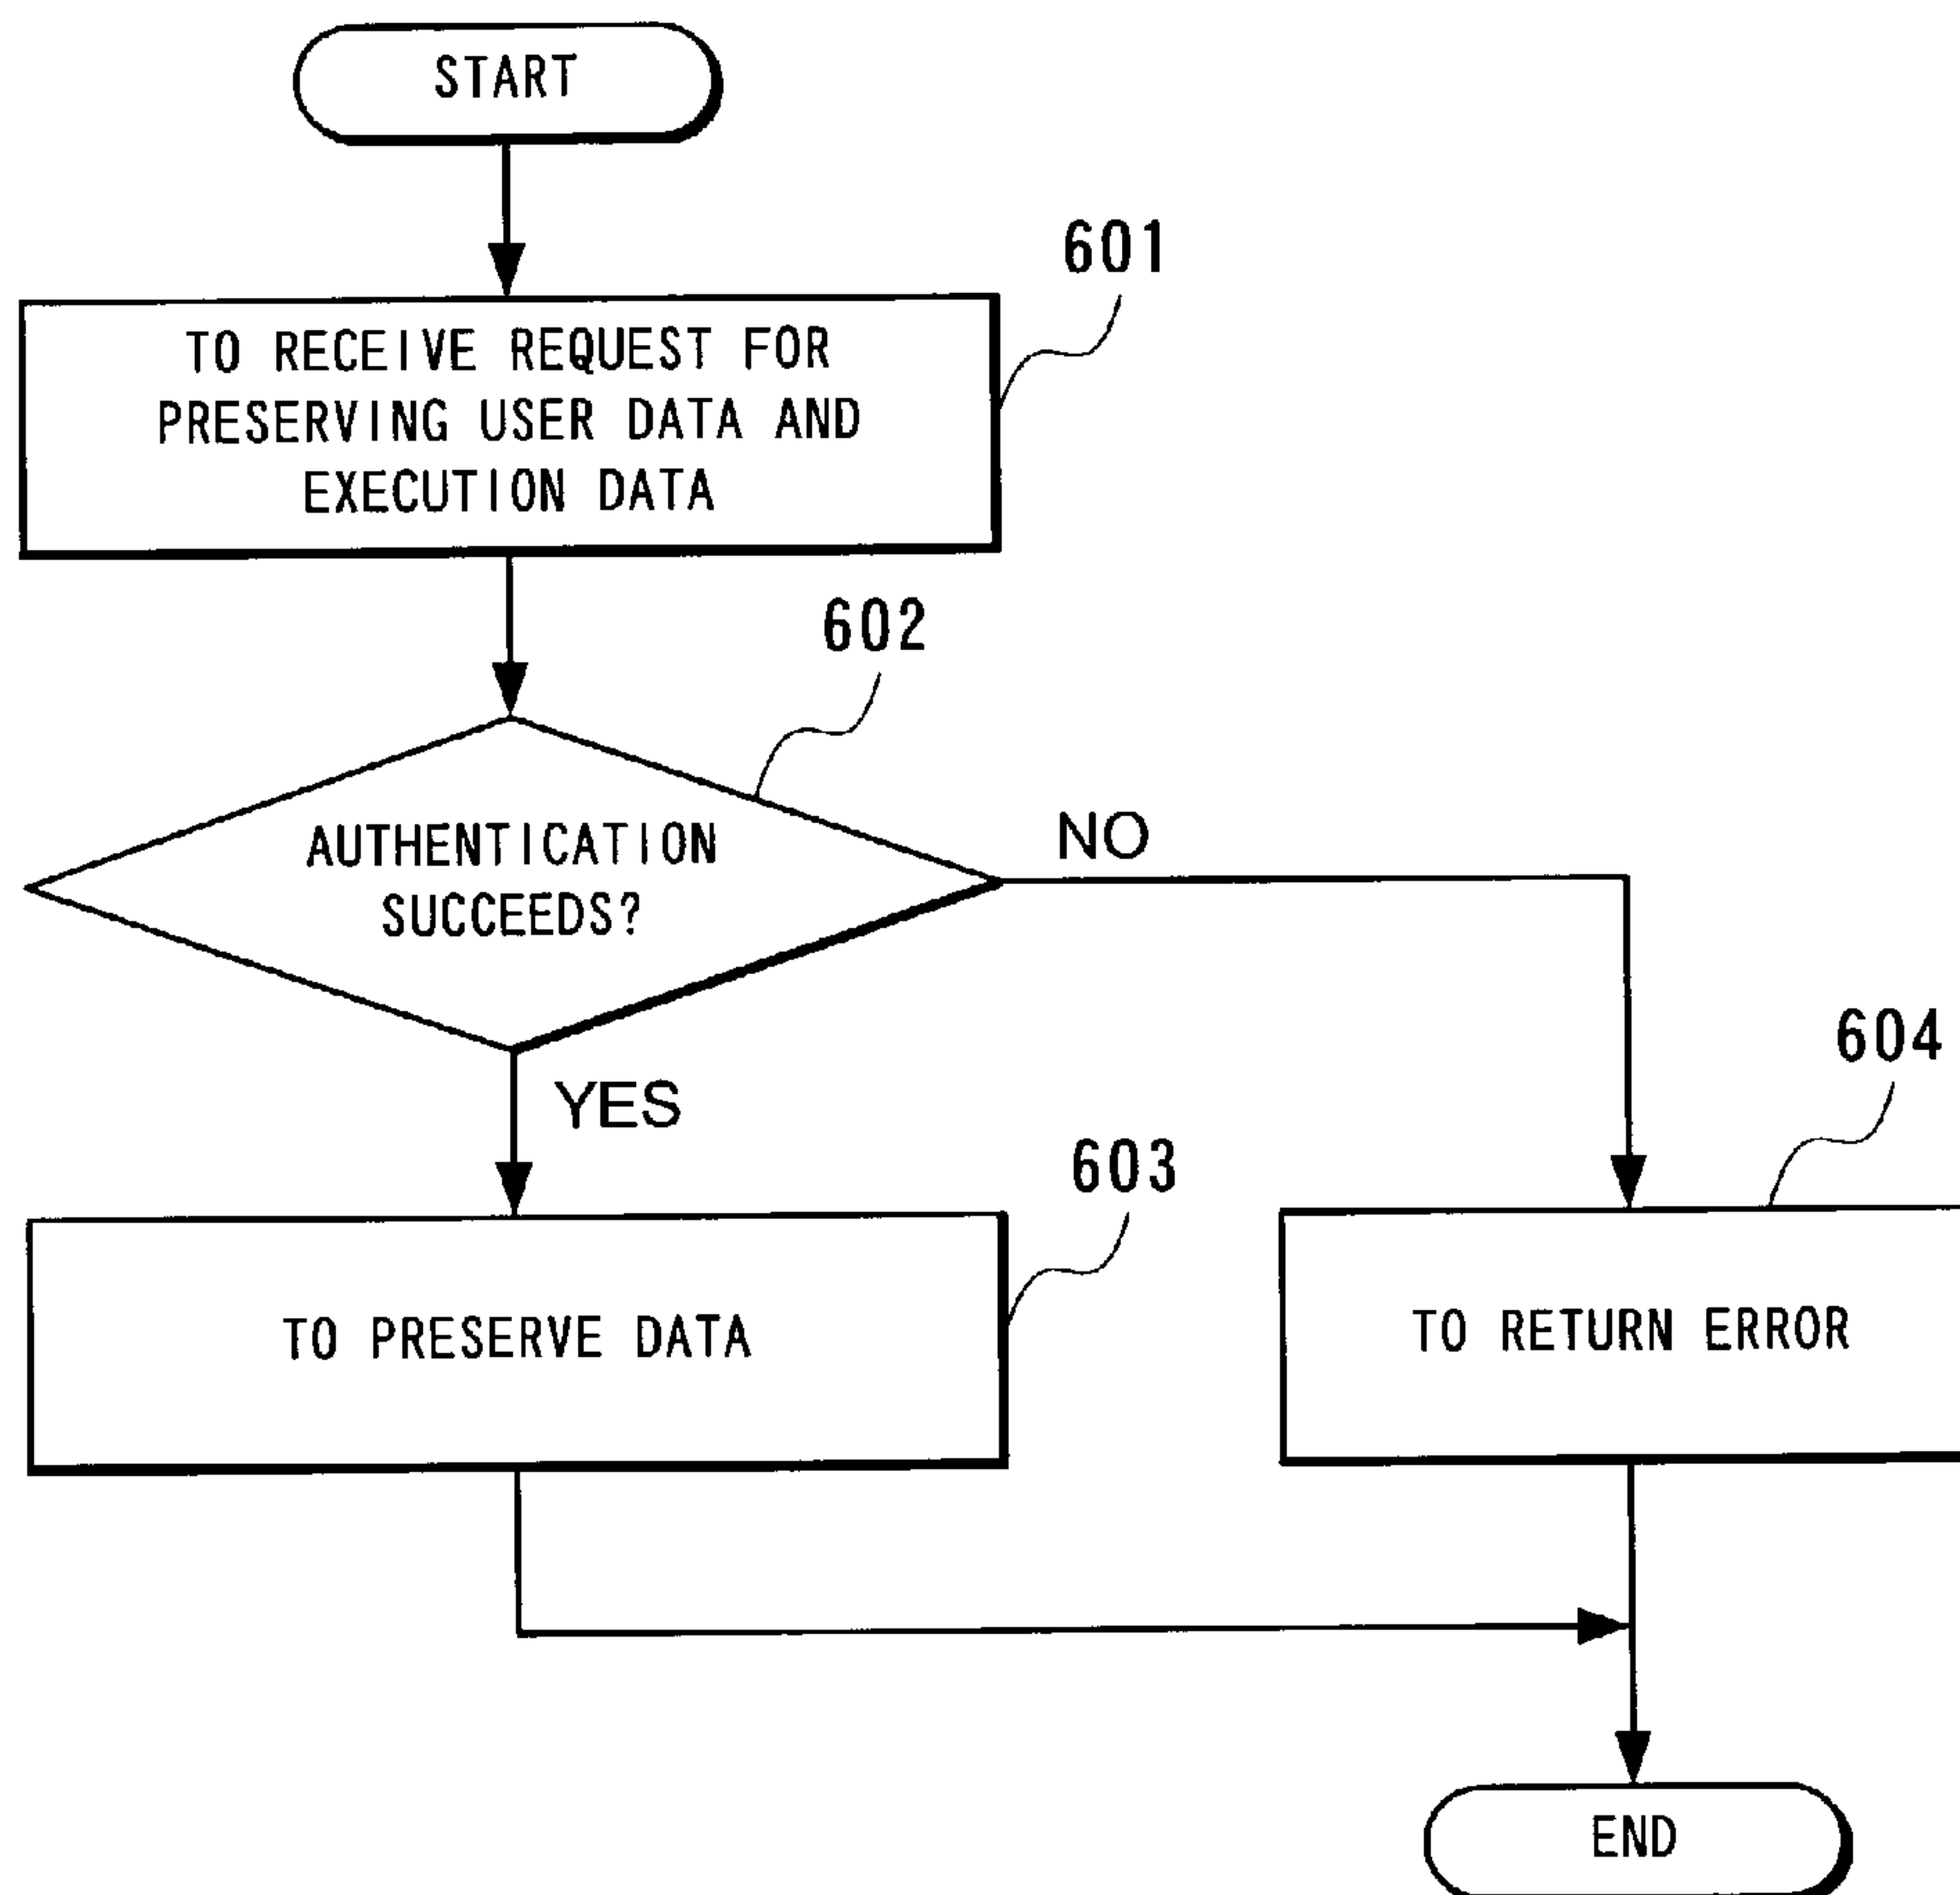 START
601
TO RECEIVE REQUEST FOR
PRESERVING USER DATA AND
EXECUTION DATA
602
AUTHENTICATION
SUCCEEDS?
NO
YES
603
604
TO PRESERVE DATA
TO RETURN ERROR
END